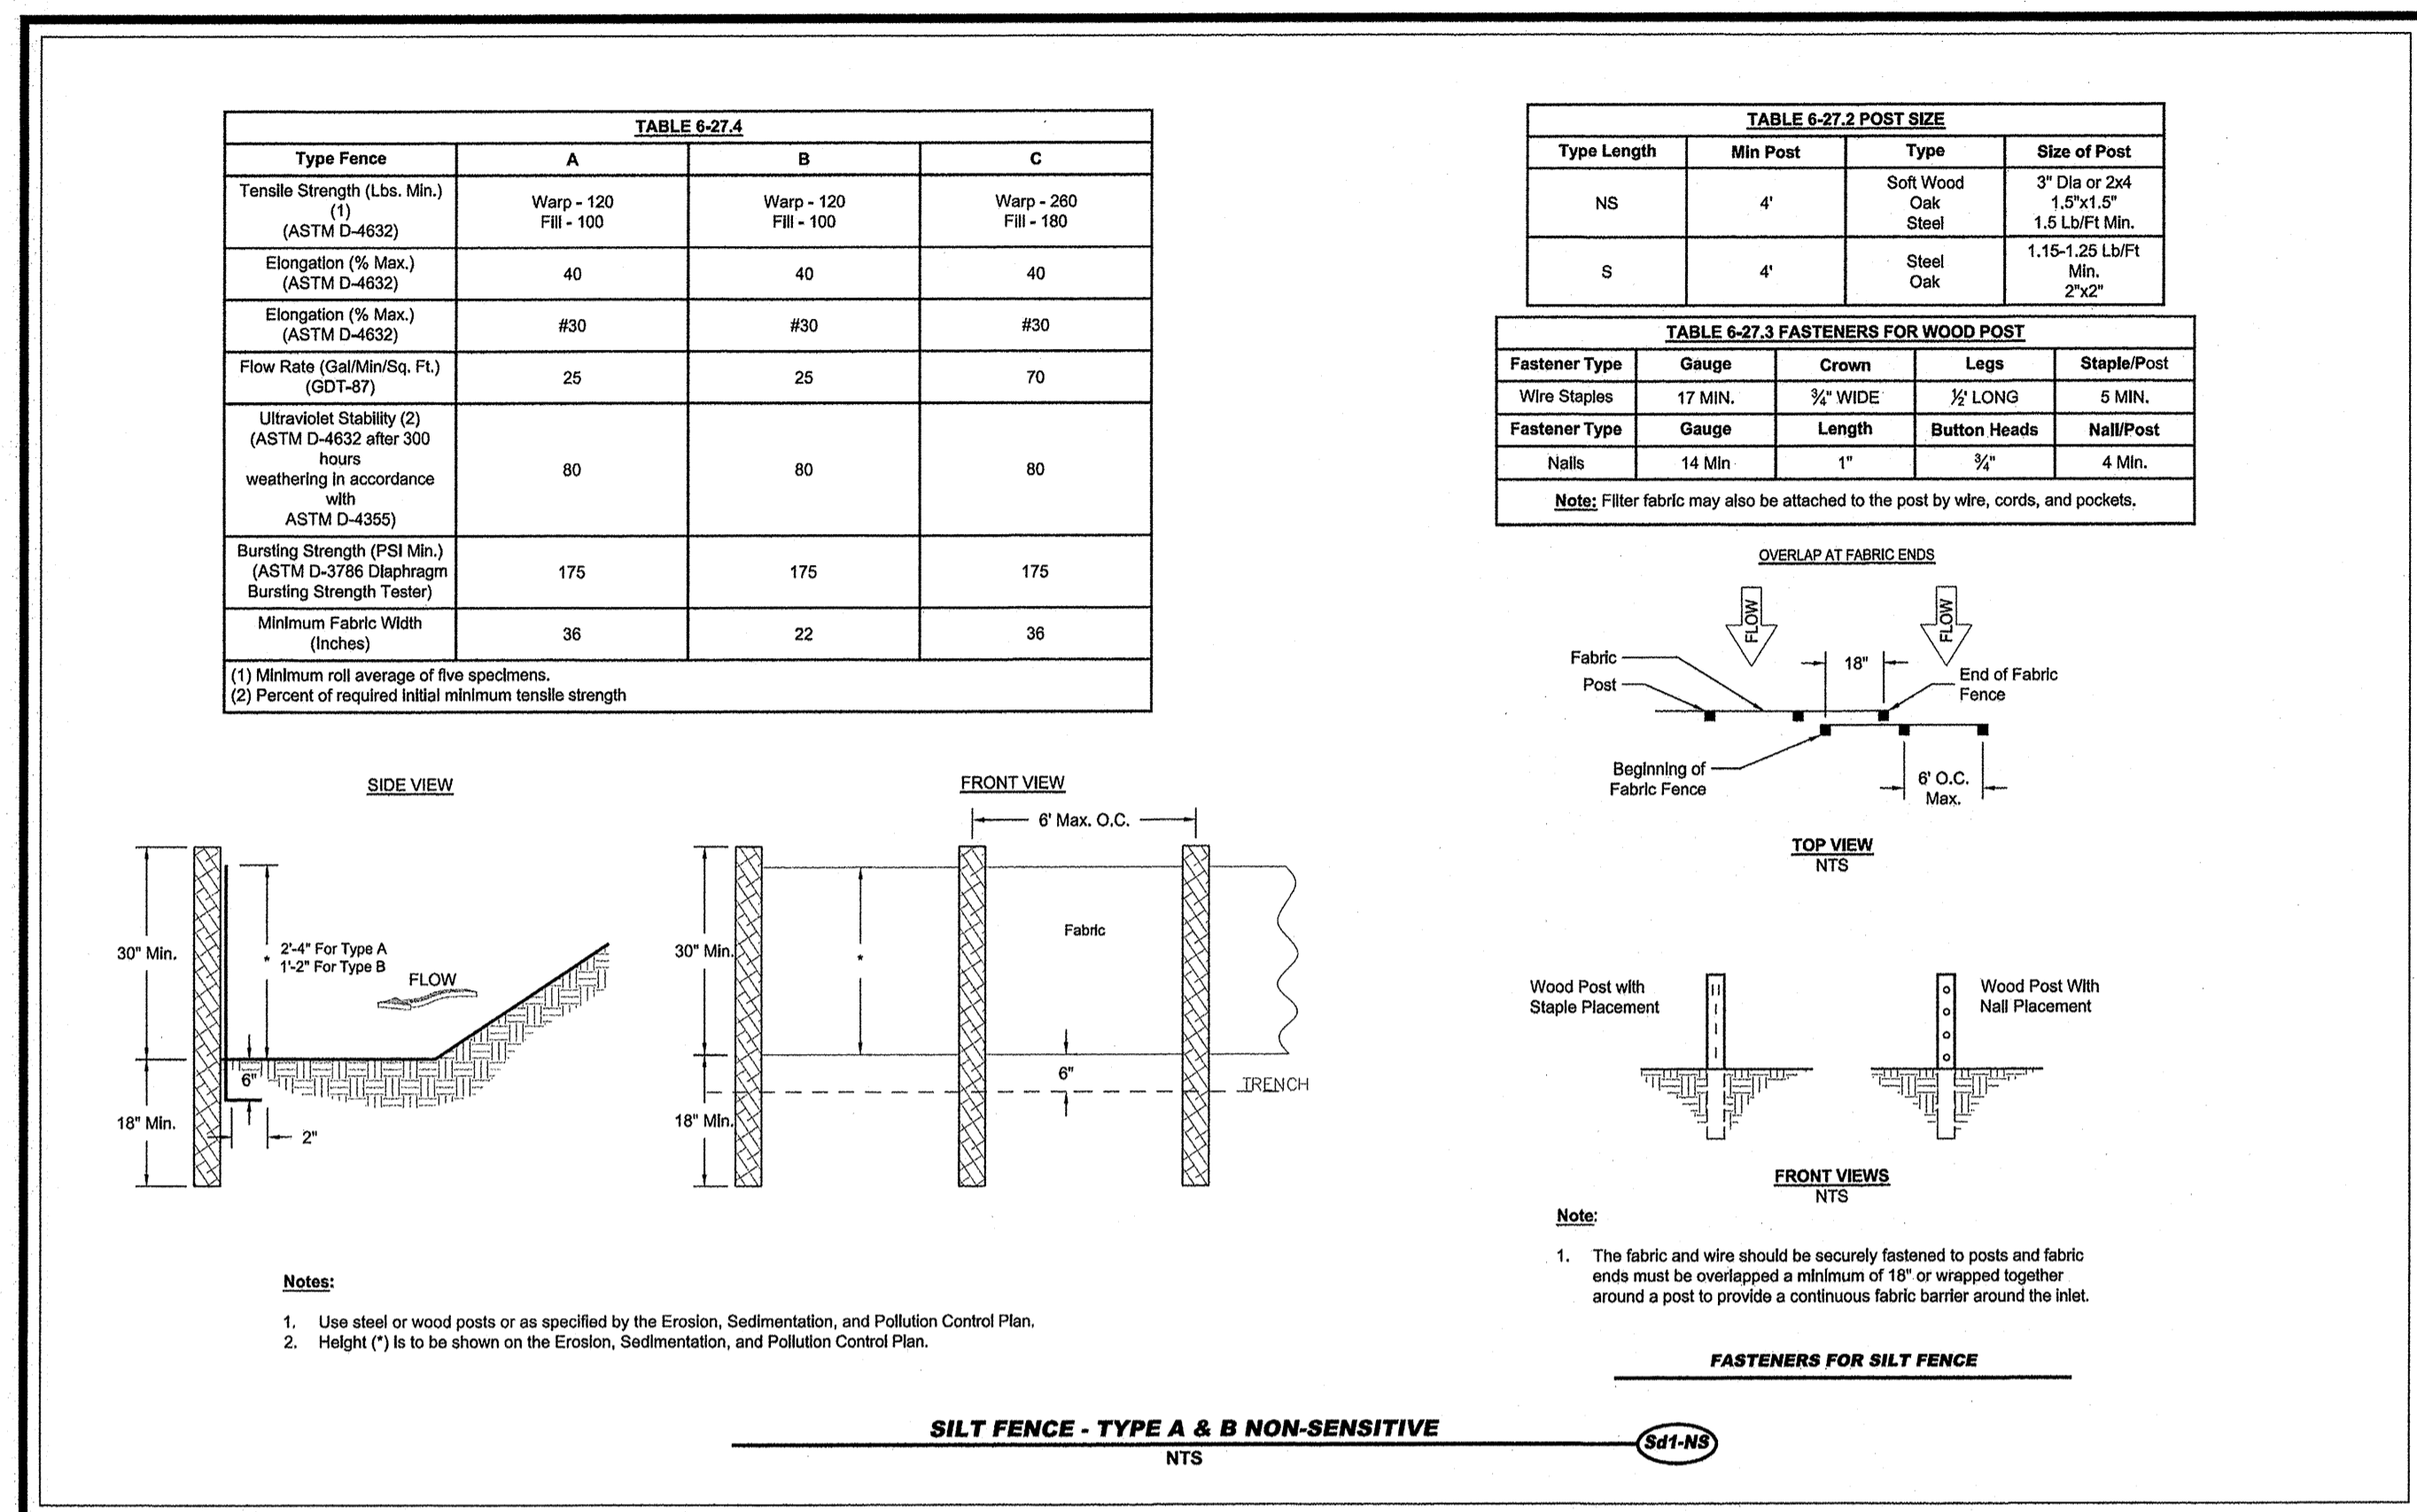 TABLE 6-27.4
Type Fence A B C
Tensile Strength (Lbs. Min.)
(1)
(ASTM D-4632)
Warp - 120
Fill - 100
Warp - 120
Fill - 100
Warp - 260
Fill - 180
Elongation (% Max.)
(ASTM D-4632)
40 40 40
Elongation (% Max.)
(ASTM D-4632)
#30 #30 #30
Flow Rate (Gal/Min/Sq. Ft.)
(GDT-87)
25 25 70
Ultraviolet Stability (2)
(ASTM D-4632 after 300
hours
weathering in accordance
with
ASTM D-4355)
80 80 80
Bursting Strength (PSI Min.)
(ASTM D-3786 Diaphragm
Bursting Strength Tester)
175 175 175
Minimum Fabric Width
(Inches)
36 22 36
(1) Minimum roll average of five specimens.
(2) Percent of required initial minimum tensile strength
TABLE 6-27.2 POST SIZE
Type Length Min Post Type Size of Post
NS 4'
Soft Wood
Oak
Steel
3" Dia or 2x4
1.5"x1.5"
1.5 Lb/Ft Min.
S 4'
Steel
Oak
1.15-1.25 Lb/Ft
Min.
2"x2"
TABLE 6-27.3 FASTENERS FOR WOOD POST
Fastener Type Gauge Crown Legs Staple/Post
Wire Staples 17 MIN. ¾" WIDE ½' LONG 5 MIN.
Fastener Type Gauge Length Button Heads Nail/Post
Nails 14 Min 1" ¾" 4 Min.
Note: Filter fabric may also be attached to the post by wire, cords, and pockets.
OVERLAP AT FABRIC ENDS
FLOW
FLOW
18"
Fabric
Post
End of Fabric
Fence
Beginning of
Fabric Fence
6' O.C.
Max.
TOP VIEW
NTS
SIDE VIEW
30" Min.
18" Min.
* 2'-4" For Type A
1'-2" For Type B
FLOW
6"
2"
FRONT VIEW
6' Max. O.C.
30" Min.
18" Min.
*
Fabric
6"
TRENCH
Wood Post with
Staple Placement
Wood Post With
Nail Placement
FRONT VIEWS
NTS
Note:
1. The fabric and wire should be securely fastened to posts and fabric
ends must be overlapped a minimum of 18" or wrapped together
around a post to provide a continuous fabric barrier around the inlet.
FASTENERS FOR SILT FENCE
Notes:
1. Use steel or wood posts or as specified by the Erosion, Sedimentation, and Pollution Control Plan.
2. Height (*) is to be shown on the Erosion, Sedimentation, and Pollution Control Plan.
SILT FENCE - TYPE A & B NON-SENSITIVE
NTS
Sd1-NS